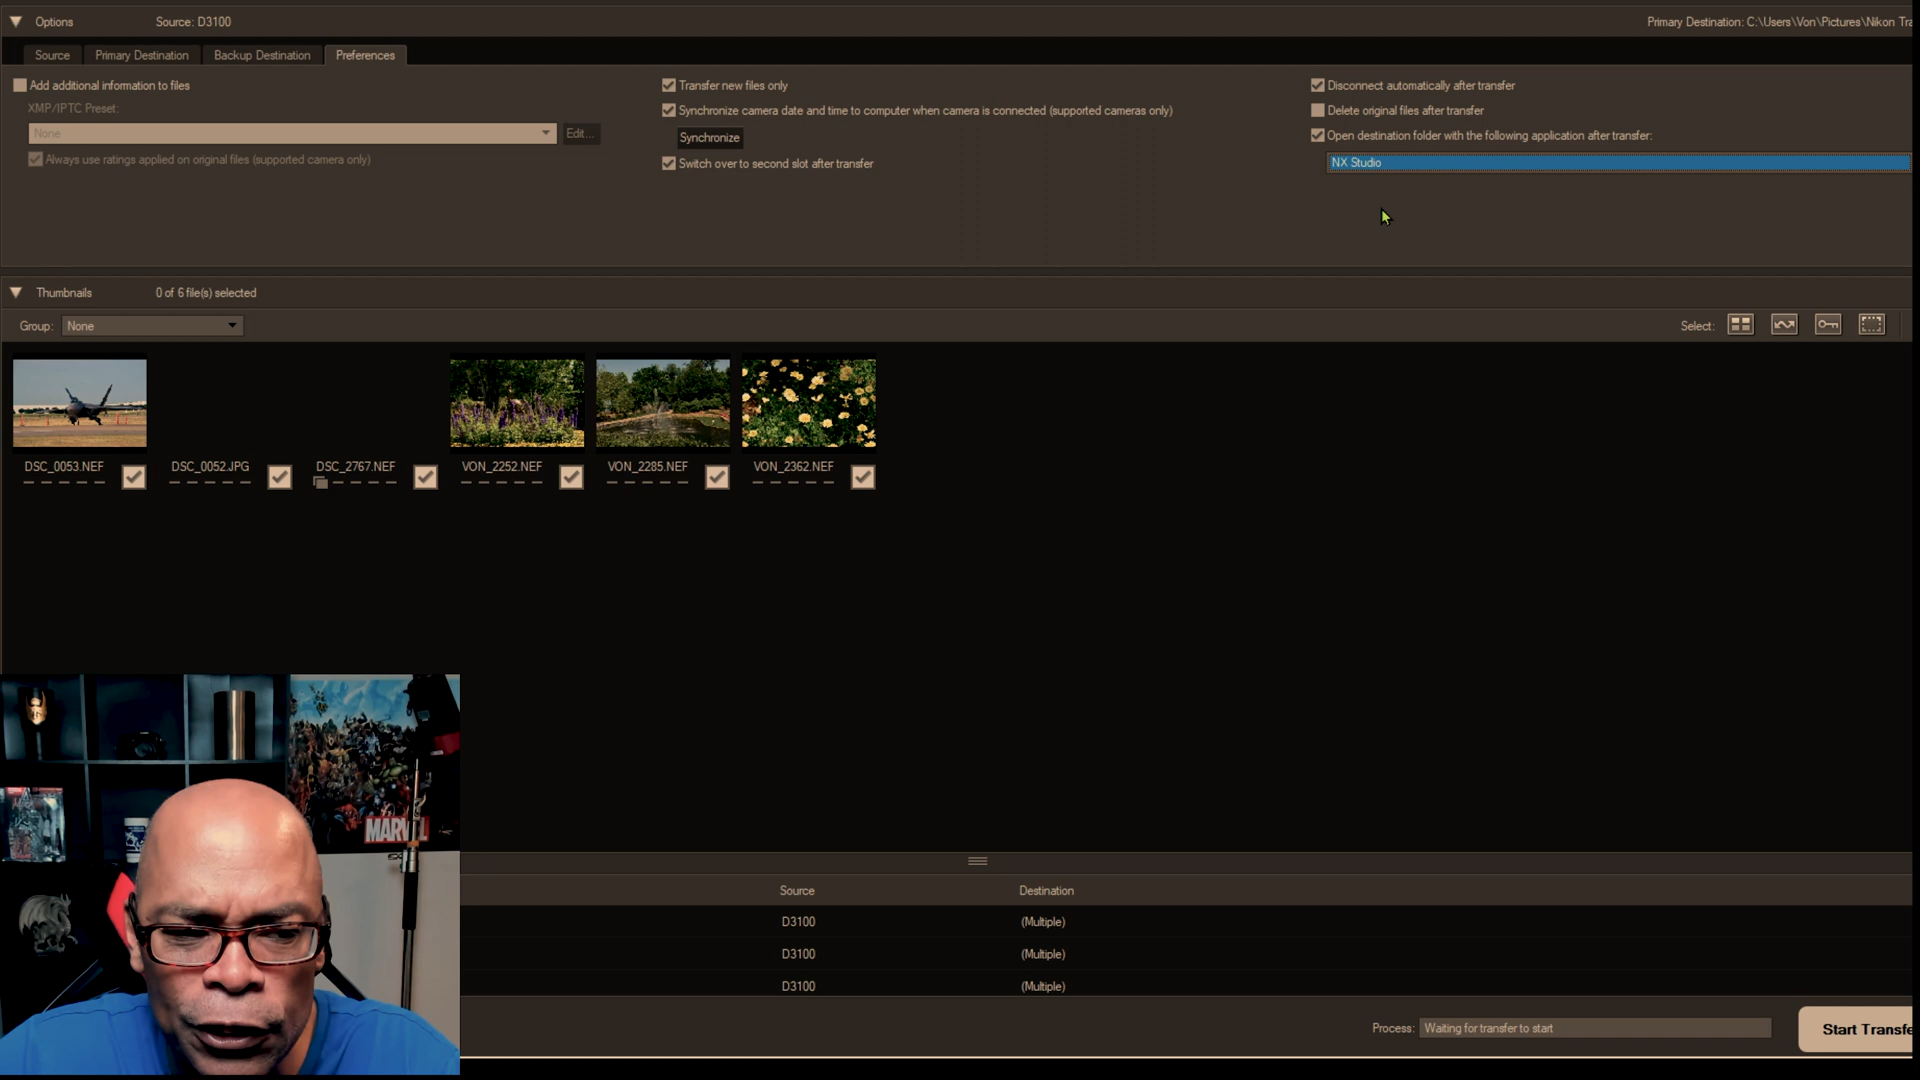 Options Source: D3100 Primary Destination: C:\Users\Von\Pictures\Nikon Tra
Source Primary Destination Backup Destination Preferences
Add additional information to files
XMP/IPTC Preset:
None Edit...
Always use ratings applied on original files (supported camera only)
Transfer new files only
Synchronize camera date and time to computer when camera is connected (supported cameras only)
Synchronize
Switch over to second slot after transfer
Disconnect automatically after transfer
Delete original files after transfer
Open destination folder with the following application after transfer:
NX Studio
Thumbnails 0 of 6 file(s) selected
Group: None Select:
DSC_0053.NEF DSC_0052.JPG DSC_2767.NEF VON_2252.NEF VON_2285.NEF VON_2362.NEF
MARVEL
Source Destination
D3100 (Multiple)
D3100 (Multiple)
D3100 (Multiple)
Process: Waiting for transfer to start Start Transfe